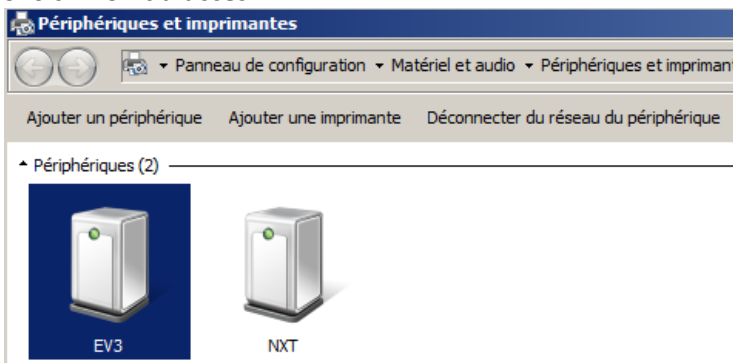 Périphériques et imprimantes
Panneau de configuration Matériel et audio Périphériques et
Ajouter un périphérique Ajouter une imprimante Déconnecter du réseau du périphérique
Périphériques (2)
EV3 NXT